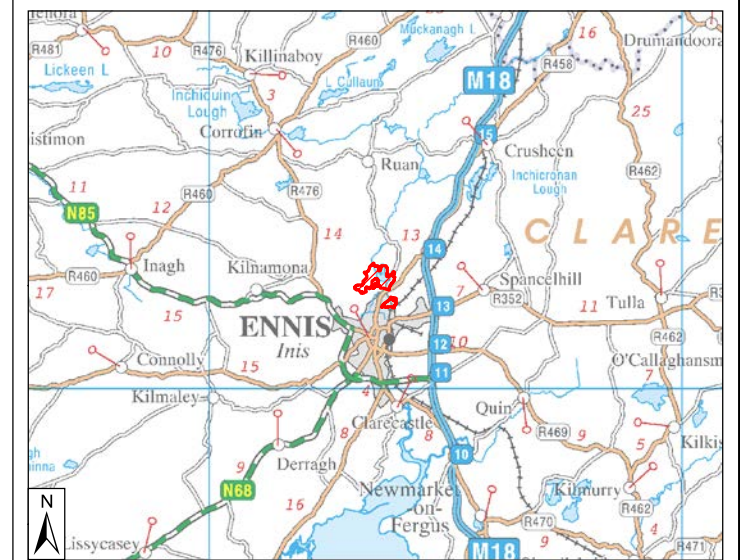 R481
10
R476
Killinaboy
R460
Muckanagh L
16
Drumandoora
Lickeen L
3
L Cullaun
M18
R458
Inchiquin
Lough
25
Corrofin
15
Crusheen
Ruan
R462
Inchicronan
Lough
11
N85
12
R460
R476
14
13
CLARE
14
Inagh
Kilnamona
Spancelhill
R460
7
R352
Tulla
17
15
13
11
ENNIS
Inis
12
10
R462
O'Callaghansm
Connolly
15
11
7
Kilmaley
4
Quin
Clarecastle
R469
8
8
9
5
Kilkis
Derragh
10
9
N68
Newmarket
-on-
Fergus
Kilmurry
R462
16
N
R470
4
Lissycasey
M18
9
R471